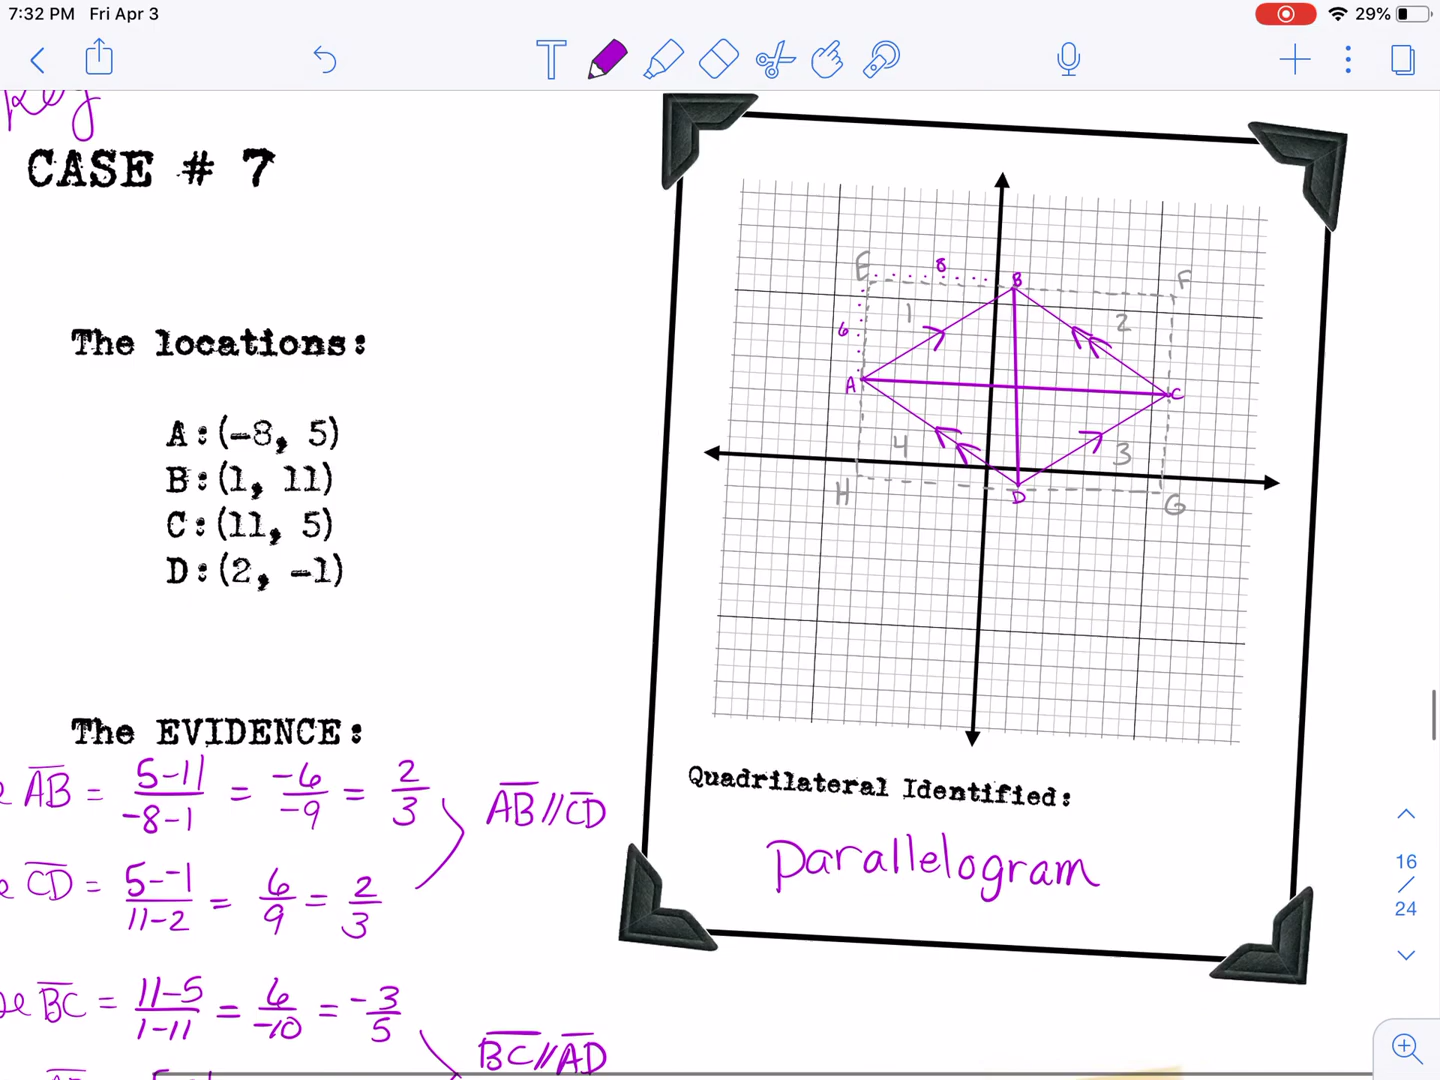 7:32 PM Fri Apr 3
29%
T
key
CASE # 7
The locations:
A:(-8, 5)
B:(1, 11)
C:(11, 5)
D:(2, -1)
The EVIDENCE:
AB = 5-11/-8-1 = -6/-9 = 2/3
AB//CD
CD = 5--1/11-2 = 6/9 = 2/3
BC = 11-5/1-11 = 6/-10 = -3/5
BC//AD
E 8 B F
1 2
6
A C
4 3
H D G
Quadrilateral Identified:
Parallelogram
16
/
24